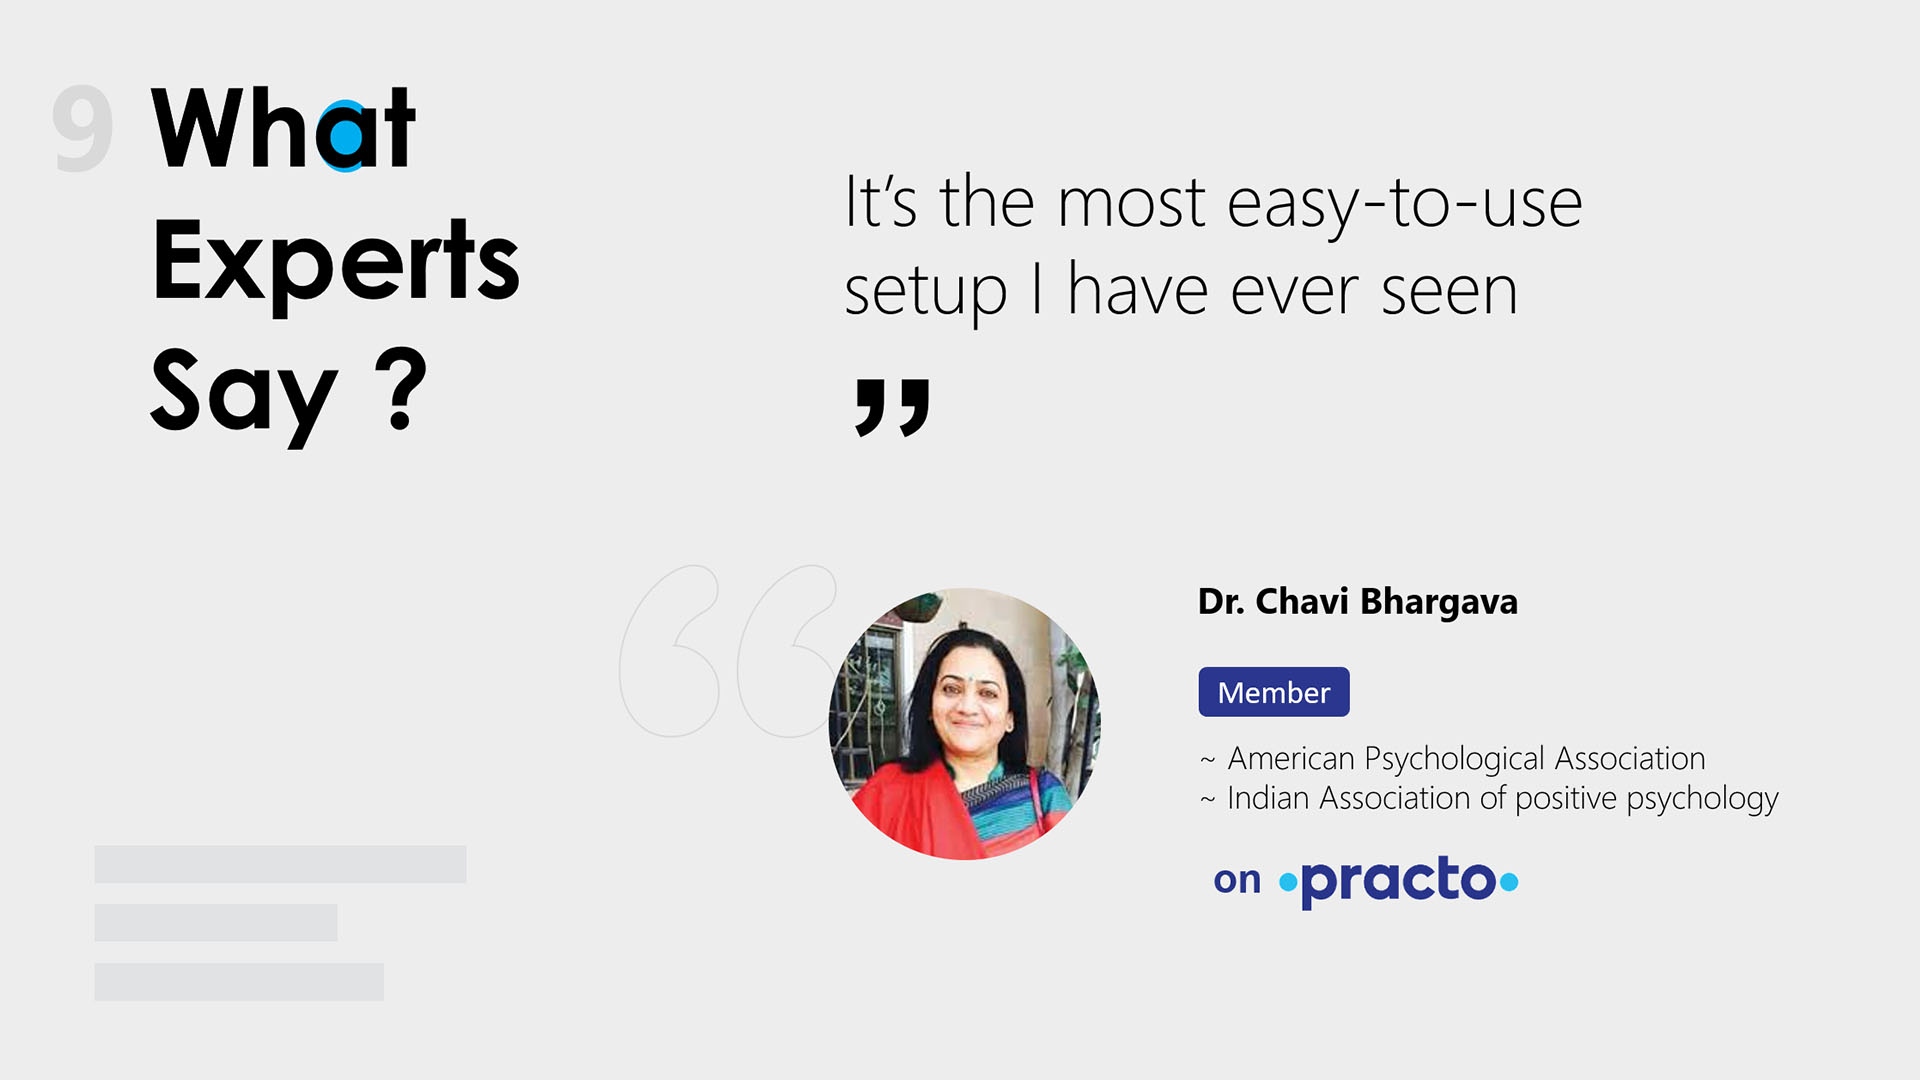 9
What
Experts
Say ?
It’s the most easy-to-use
setup I have ever seen
”
“
Dr. Chavi Bhargava
Member
~ American Psychological Association
~ Indian Association of positive psychology
on •practo•